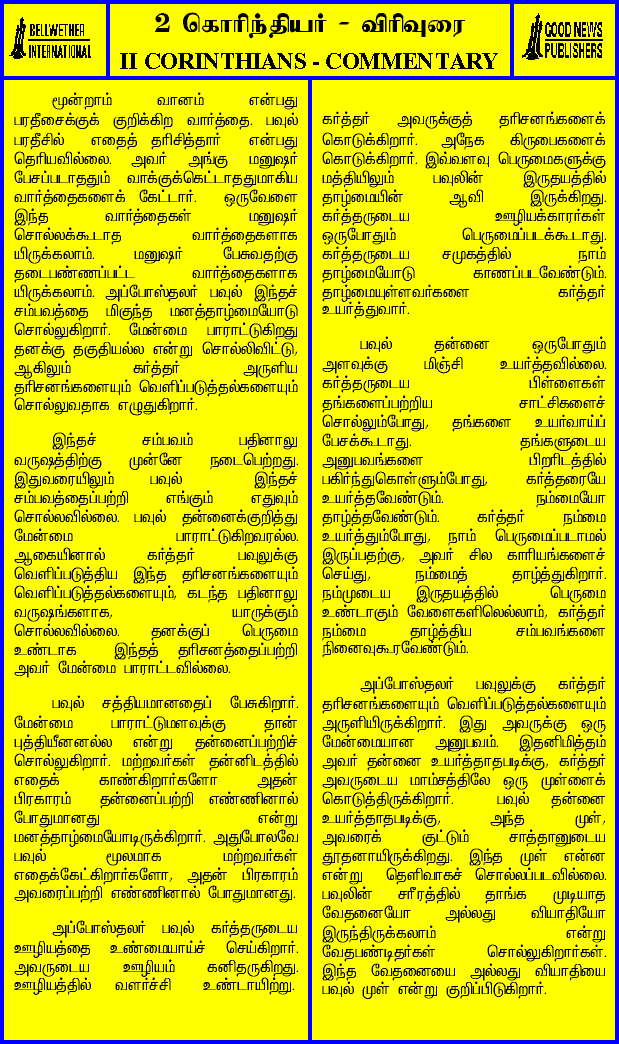 BELLWETHER
INTERNATIONAL
2 கொரிந்தியர் - விரிவுரை
II CORINTHIANS - COMMENTARY
GOOD NEWS
PUBLISHERS
மூன்றாம் வானம் என்பது
பரதீசைக்குக் குறிக்கிற வார்த்தை. பவுல்
பரதீசில் எதைத் தரிசித்தார் என்பது
தெரியவில்லை. அவர் அங்கு மனுஷர்
பேசப்படாததும் வாக்குக்கெட்டாததுமாகிய
வார்த்தைகளைக் கேட்டார். ஒருவேளை
இந்த வார்த்தைகள் மனுஷர்
சொல்லக்கூடாத வார்த்தைகளாக
யிருக்கலாம். மனுஷர் பேசுவதற்கு
தடைபண்ணப்பட்ட வார்த்தைகளாக
யிருக்கலாம். அப்போஸ்தலர் பவுல் இந்தச்
சம்பவத்தை மிகுந்த மனத்தாழ்மையோடு
சொல்லுகிறார். மேன்மை பாராட்டுகிறது
தனக்கு தகுதியல்ல என்று சொல்லிவிட்டு,
ஆகிலும் கர்த்தர் அருளிய
தரிசனங்களையும் வெளிப்படுத்தல்களையும்
சொல்லுவதாக எழுதுகிறார்.
இந்தச் சம்பவம் பதினாலு
வருஷத்திற்கு முன்னே நடைபெற்றது.
இதுவரையிலும் பவுல் இந்தச்
சம்பவத்தைப்பற்றி எங்கும் எதுவும்
சொல்லவில்லை. பவுல் தன்னைக்குறித்து
மேன்மை பாராட்டுகிறவரல்ல.
ஆகையினால் கர்த்தர் பவுலுக்கு
வெளிப்படுத்திய இந்த தரிசனங்களையும்
வெளிப்படுத்தல்களையும், கடந்த பதினாலு
வருஷங்களாக, யாருக்கும்
சொல்லவில்லை. தனக்குப் பெருமை
உண்டாக இந்தத் தரிசனத்தைப்பற்றி
அவர் மேன்மை பாராட்டவில்லை.
பவுல் சத்தியமானதைப் பேசுகிறார்.
மேன்மை பாராட்டுமளவுக்கு தான்
புத்தியீனனல்ல என்று தன்னைப்பற்றிச்
சொல்லுகிறார். மற்றவர்கள் தன்னிடத்தில்
எதைக் காண்கிறார்களோ அதன்
பிரகாரம் தன்னைப்பற்றி எண்ணினால்
போதுமானது என்று
மனத்தாழ்மையோடிருக்கிறார். அதுபோலவே
பவுல் மூலமாக மற்றவர்கள்
எதைக்கேட்கிறார்களோ, அதன் பிரகாரம்
அவரைப்பற்றி எண்ணினால் போதுமானது.
அப்போஸ்தலர் பவுல் கர்த்தருடைய
ஊழியத்தை உண்மையாய்ச் செய்கிறார்.
அவருடைய ஊழியம் கனிதருகிறது.
ஊழியத்தில் வளர்ச்சி உண்டாயிற்று.
கர்த்தர் அவருக்குத் தரிசனங்களைக்
கொடுக்கிறார். அநேக கிருபைகளைக்
கொடுக்கிறார். இவ்வளவு பெருமைகளுக்கு
மத்தியிலும் பவுலின் இருதயத்தில்
தாழ்மையின் ஆவி இருக்கிறது.
கர்த்தருடைய ஊழியக்காரர்கள்
ஒருபோதும் பெருமைப்படக்கூடாது.
கர்த்தருடைய சமுகத்தில் நாம்
தாழ்மையோடு காணப்படவேண்டும்.
தாழ்மையுள்ளவர்களை கர்த்தர்
உயர்த்துவார்.
பவுல் தன்னை ஒருபோதும்
அளவுக்கு மிஞ்சி உயர்த்தவில்லை.
கர்த்தருடைய பிள்ளைகள்
தங்களைப்பற்றிய சாட்சிகளைச்
சொல்லும்போது, தங்களை உயர்வாய்ப்
பேசக்கூடாது. தங்களுடைய
அனுபவங்களை பிறரிடத்தில்
பகிர்ந்துகொள்ளும்போது, கர்த்தரையே
உயர்த்தவேண்டும். நம்மையோ
தாழ்த்தவேண்டும். கர்த்தர் நம்மை
உயர்த்தும்போது, நாம் பெருமைப்படாமல்
இருப்பதற்கு, அவர் சில காரியங்களைச்
செய்து, நம்மைத் தாழ்த்துகிறார்.
நம்முடைய இருதயத்தில் பெருமை
உண்டாகும் வேளைகளிலெல்லாம், கர்த்தர்
நம்மை தாழ்த்திய சம்பவங்களை
நினைவுகூரவேண்டும்.
அப்போஸ்தலர் பவுலுக்கு கர்த்தர்
தரிசனங்களையும் வெளிப்படுத்தல்களையும்
அருளியிருக்கிறார். இது அவருக்கு ஒரு
மேன்மையான அனுபவம். இதனிமித்தம்
அவர் தன்னை உயர்த்தாதபடிக்கு, கர்த்தர்
அவருடைய மாம்சத்திலே ஒரு முள்ளைக்
கொடுத்திருக்கிறார். பவுல் தன்னை
உயர்த்தாதபடிக்கு, அந்த முள்,
அவரைக் குட்டும் சாத்தானுடைய
தூதனாயிருக்கிறது. இந்த முள் என்ன
என்று தெளிவாகச் சொல்லப்படவில்லை.
பவுலின் சரீரத்தில் தாங்க முடியாத
வேதனையோ அல்லது வியாதியோ
இருந்திருக்கலாம் என்று
வேதபண்டிதர்கள் சொல்லுகிறார்கள்.
இந்த வேதனையை அல்லது வியாதியை
பவுல் முள் என்று குறிப்பிடுகிறார்.